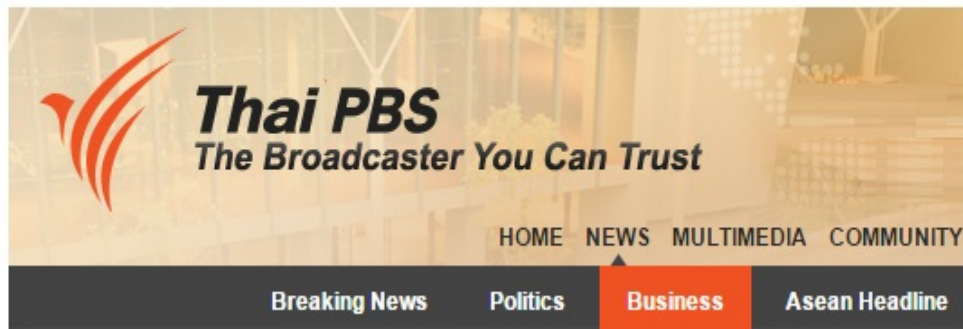 Thai PBS
The Broadcaster You Can Trust
HOME NEWS MULTIMEDIA COMMUNITY
Breaking News Politics Business Asean Headline